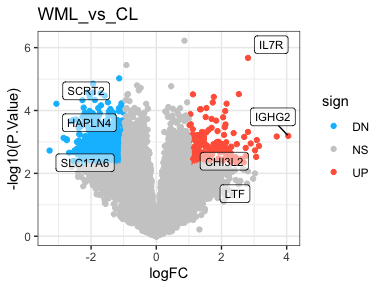 WML_vs_CL
-log10(P.Value)
6
4
2
0
IL7R
SCRT2
IGHG2
HAPLN4
CHI3L2
SLC17A6
LTF
-2
0
2
4
logFC
sign
DN
NS
UP